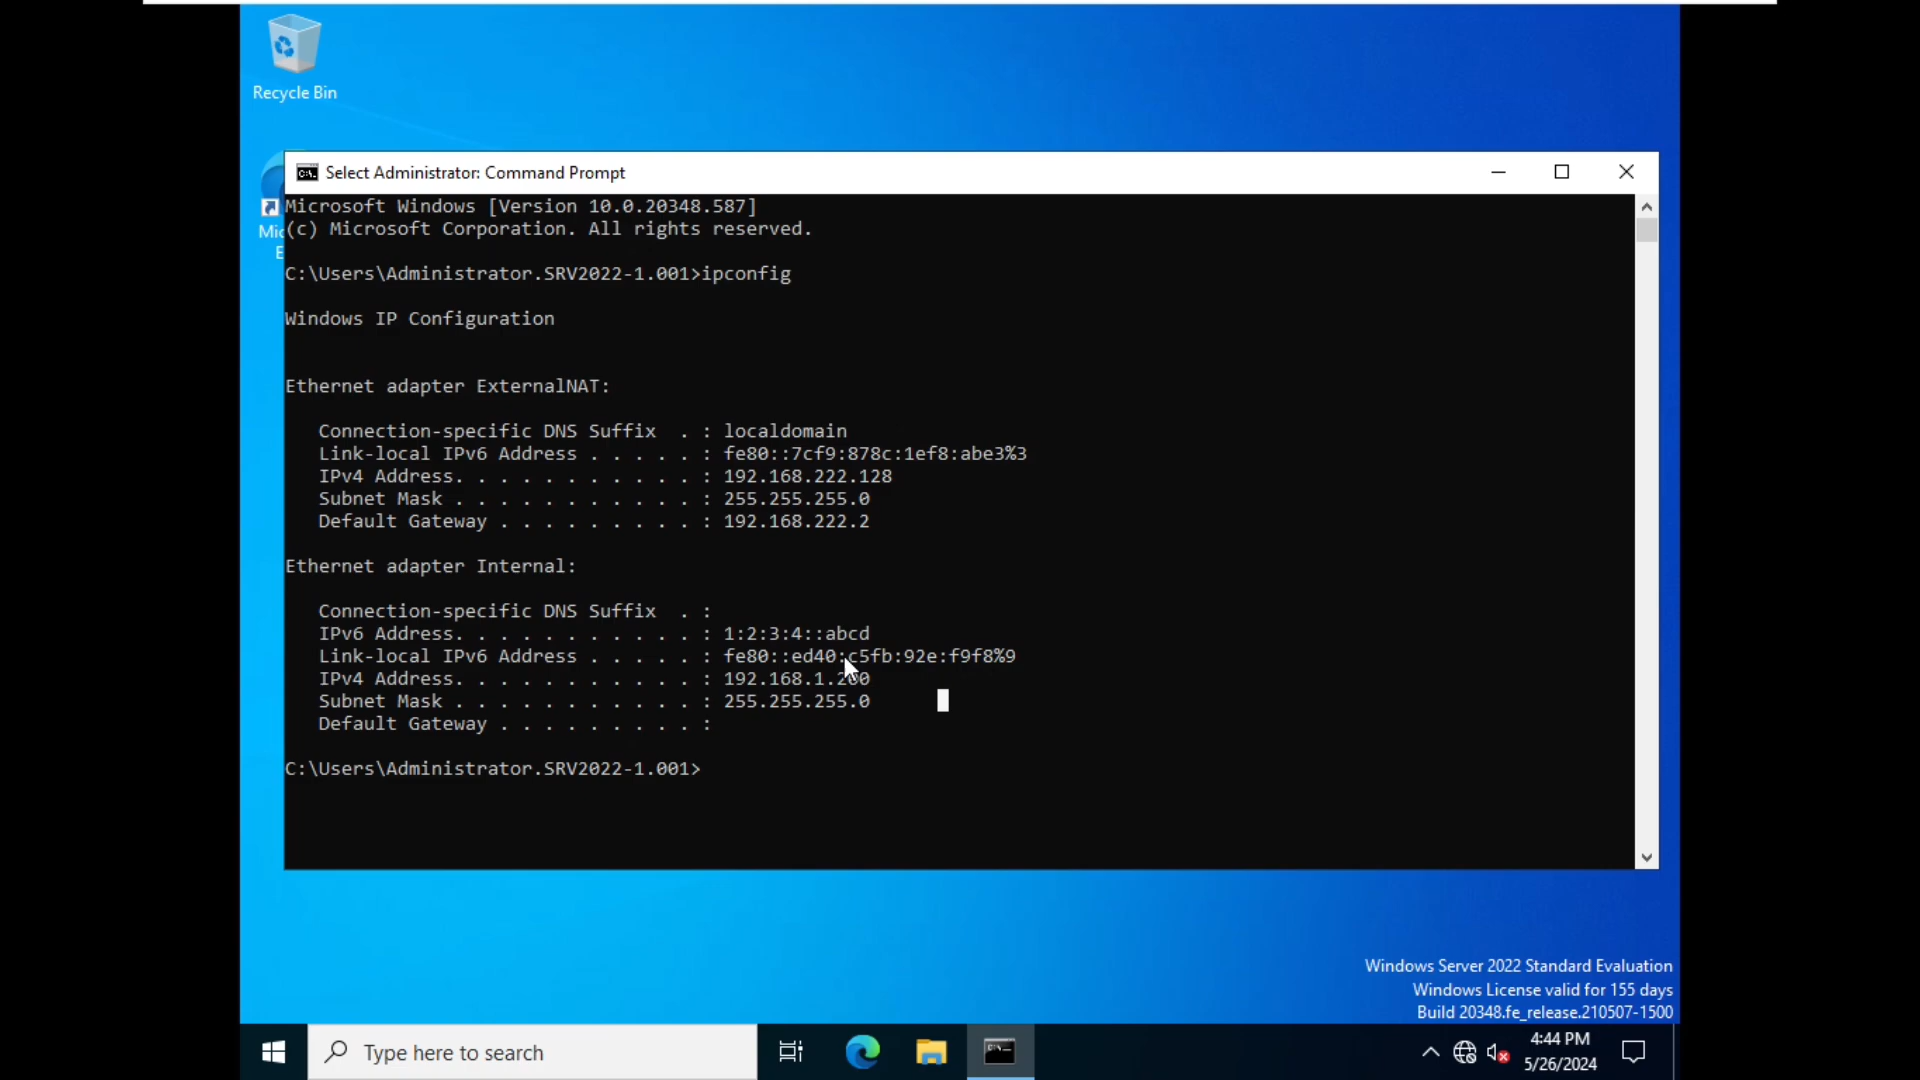 Recycle Bin
Select Administrator: Command Prompt
Microsoft Windows [Version 10.0.20348.587]
(c) Microsoft Corporation. All rights reserved.
C:\Users\Administrator.SRV2022-1.001>ipconfig
Windows IP Configuration
Ethernet adapter ExternalNAT:
Connection-specific DNS Suffix  . : localdomain
Link-local IPv6 Address . . . . . : fe80::7cf9:878c:1ef8:abe3%3
IPv4 Address. . . . . . . . . . . : 192.168.222.128
Subnet Mask . . . . . . . . . . . : 255.255.255.0
Default Gateway . . . . . . . . . : 192.168.222.2
Ethernet adapter Internal:
Connection-specific DNS Suffix  . :
IPv6 Address. . . . . . . . . . . : 1:2:3:4::abcd
Link-local IPv6 Address . . . . . : fe80::ed40:c5fb:92e:f9f8%9
IPv4 Address. . . . . . . . . . . : 192.168.1.200
Subnet Mask . . . . . . . . . . . : 255.255.255.0
Default Gateway . . . . . . . . . :
C:\Users\Administrator.SRV2022-1.001>
Windows Server 2022 Standard Evaluation
Windows License valid for 155 days
Build 20348.fe_release.210507-1500
Type here to search
4:44 PM
5/26/2024